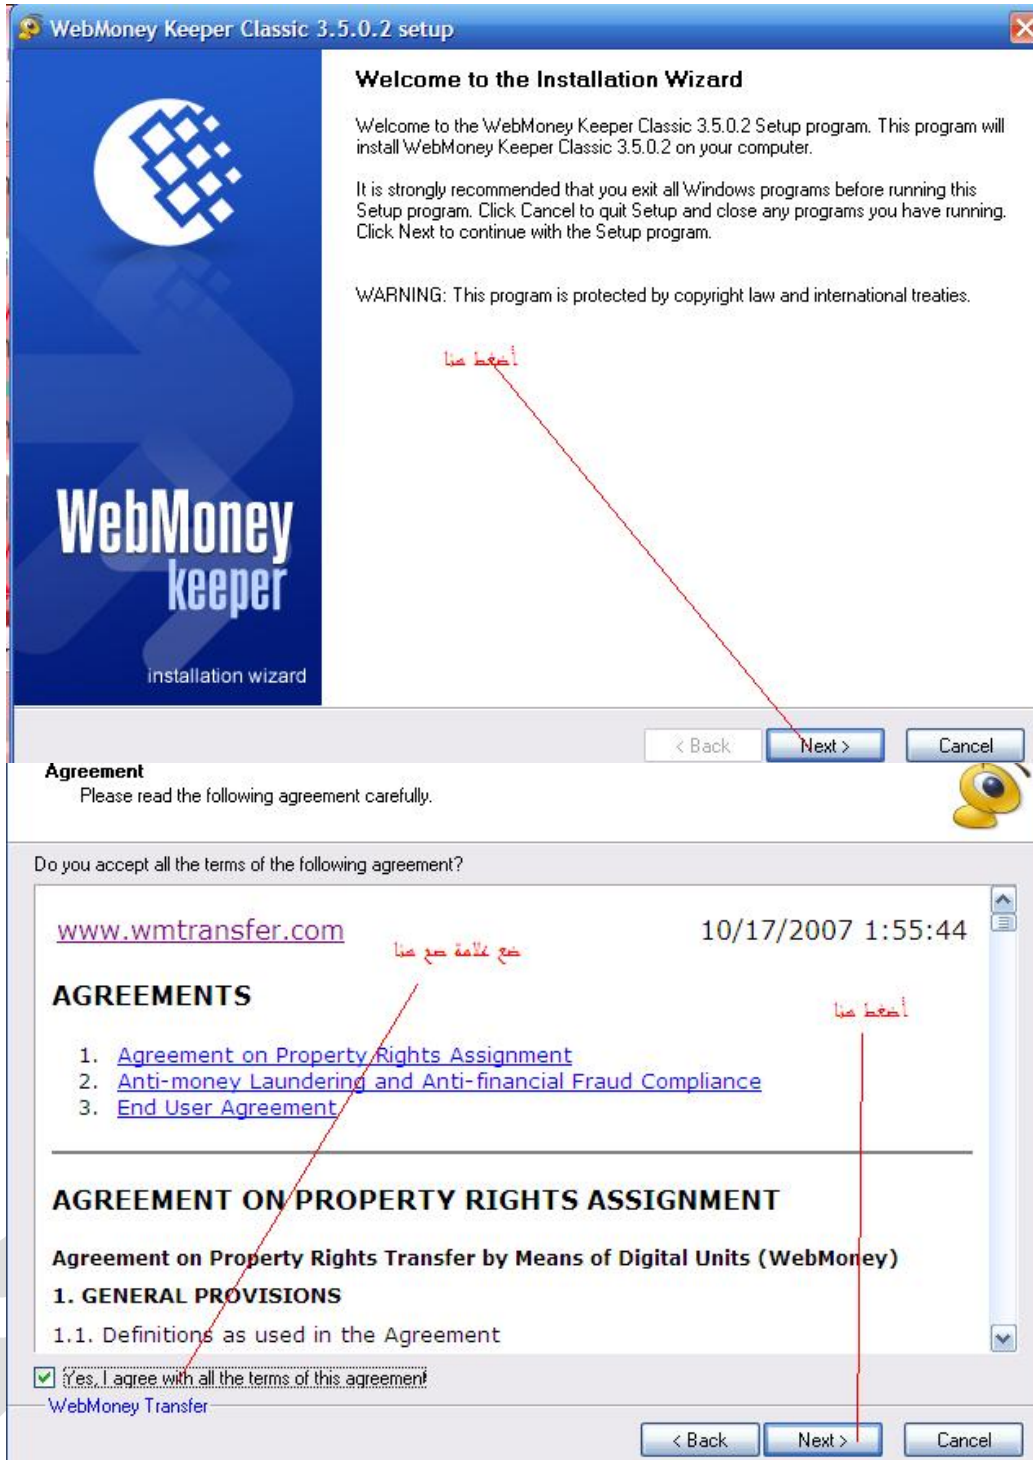 WebMoney Keeper Classic 3.5.0.2 setup
Welcome to the Installation Wizard
Welcome to the WebMoney Keeper Classic 3.5.0.2 Setup program. This program will
install WebMoney Keeper Classic 3.5.0.2 on your computer.
It is strongly recommended that you exit all Windows programs before running this
Setup program. Click Cancel to quit Setup and close any programs you have running.
Click Next to continue with the Setup program.
WARNING: This program is protected by copyright law and international treaties.
أضغط هنا
WebMoney
keeper
installation wizard
< Back
Next >
Cancel
Agreement
Please read the following agreement carefully.
Do you accept all the terms of the following agreement?
www.wmtransfer.com
10/17/2007 1:55:44
ضع علامة صح هنا
AGREEMENTS
أضغط هنا
1. Agreement on Property Rights Assignment
2. Anti-money Laundering and Anti-financial Fraud Compliance
3. End User Agreement
AGREEMENT ON PROPERTY RIGHTS ASSIGNMENT
Agreement on Property Rights Transfer by Means of Digital Units (WebMoney)
1. GENERAL PROVISIONS
1.1. Definitions as used in the Agreement
Yes, I agree with all the terms of this agreement
WebMoney Transfer
< Back
Next >
Cancel